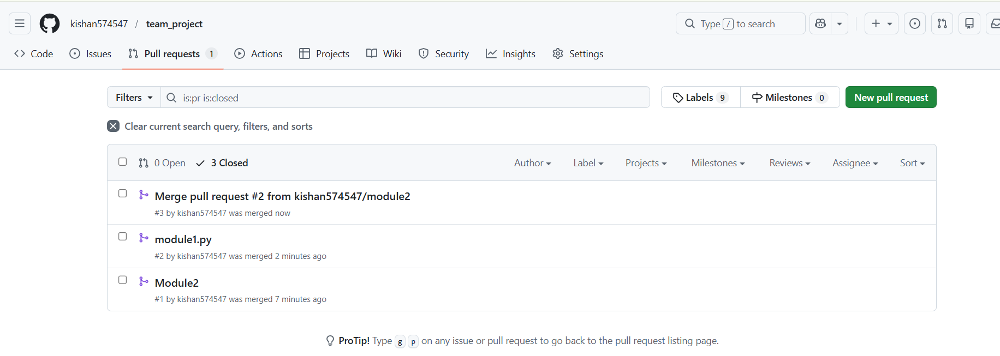 kishan574547 / team_project
Type / to search
Code Issues Pull requests 1 Actions Projects Wiki Security Insights Settings
Filters is:pr is:closed Labels 9 Milestones 0 New pull request
Clear current search query, filters, and sorts
0 Open 3 Closed Author Label Projects Milestones Reviews Assignee Sort
Merge pull request #2 from kishan574547/module2
#3 by kishan574547 was merged now
module1.py
#2 by kishan574547 was merged 2 minutes ago
Module2
#1 by kishan574547 was merged 7 minutes ago
ProTip! Type g p on any issue or pull request to go back to the pull request listing page.